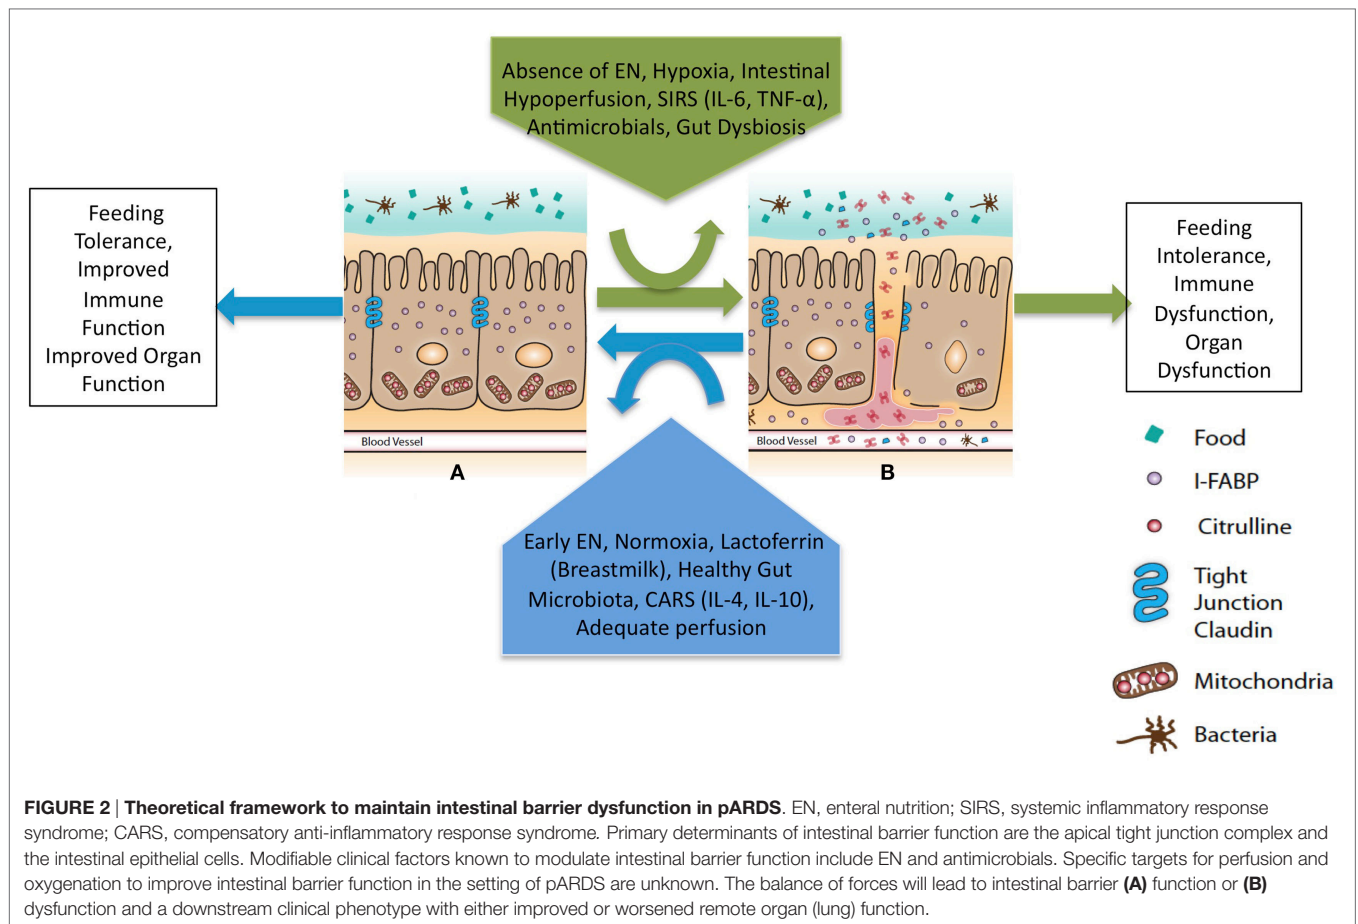 Absence of EN, Hypoxia, Intestinal
Hypoperfusion, SIRS (IL-6, TNF-α),
Antimicrobials, Gut Dysbiosis
Feeding
Tolerance,
Improved
Immune
Function
Improved Organ
Function
Feeding
Intolerance,
Immune
Dysfunction,
Organ
Dysfunction
Blood Vessel
A
Blood Vessel
B
Early EN, Normoxia, Lactoferrin
(Breastmilk), Healthy Gut
Microbiota, CARS (IL-4, IL-10),
Adequate perfusion
Food
I-FABP
Citrulline
Tight
Junction
Claudin
Mitochondria
Bacteria
FIGURE 2 | Theoretical framework to maintain intestinal barrier dysfunction in pARDS. EN, enteral nutrition; SIRS, systemic inflammatory response
syndrome; CARS, compensatory anti-inflammatory response syndrome. Primary determinants of intestinal barrier function are the apical tight junction complex and
the intestinal epithelial cells. Modifiable clinical factors known to modulate intestinal barrier function include EN and antimicrobials. Specific targets for perfusion and
oxygenation to improve intestinal barrier function in the setting of pARDS are unknown. The balance of forces will lead to intestinal barrier (A) function or (B)
dysfunction and a downstream clinical phenotype with either improved or worsened remote organ (lung) function.